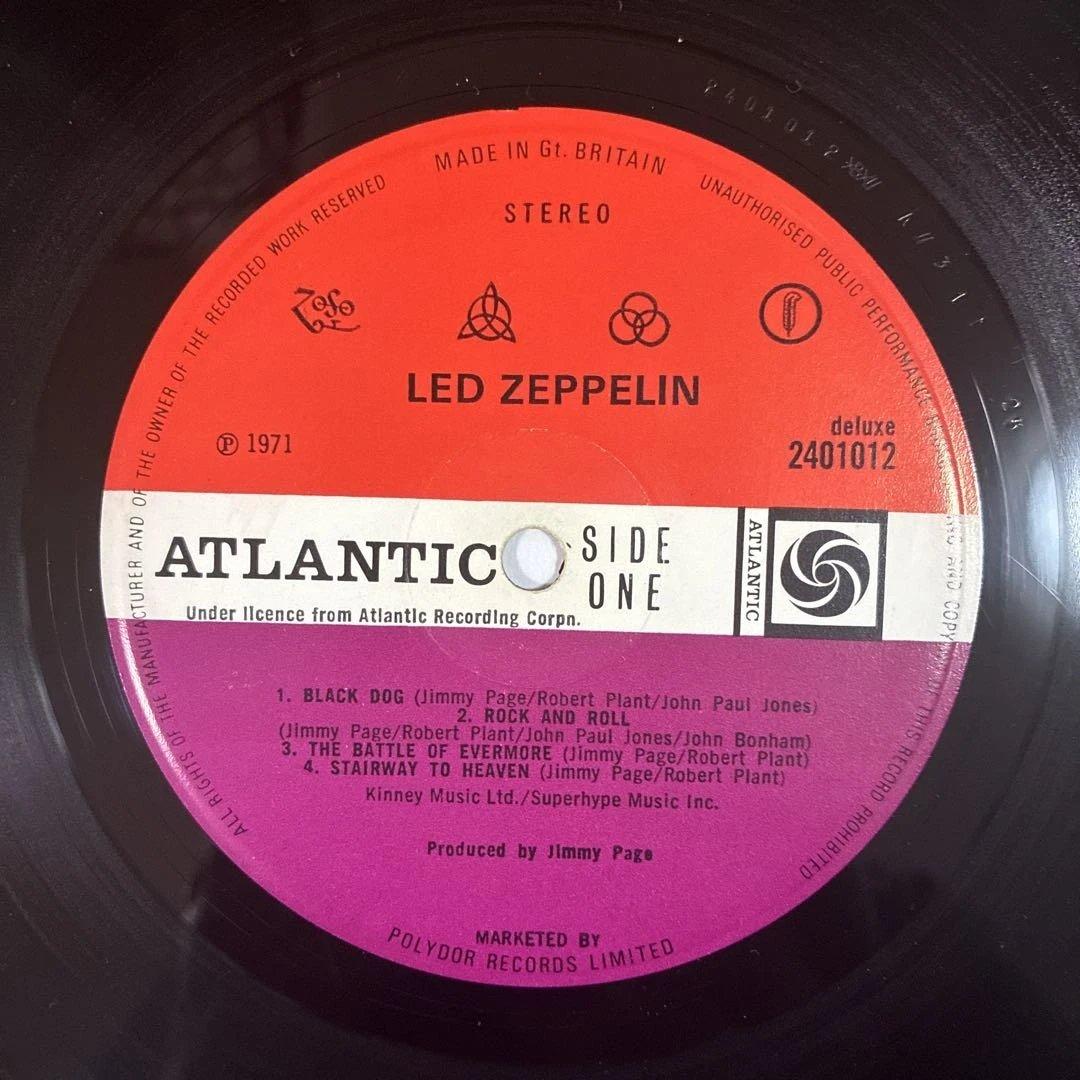 MADE IN Gt. BRITAIN
UNAUTHORISED PUBLIC PERFORMANCE
AND COPY
THIS RECORD PROHIBITED
ALL RIGHTS OF THE MANUFACTURER AND OF THE OWNER OF THE RECORDED WORK RESERVED
STEREO
ZoSo
LED ZEPPELIN
℗ 1971
deluxe
2401012
ATLANTIC
SIDE
ONE
ATLANTIC
Under licence from Atlantic Recording Corpn.
1. BLACK DOG (Jimmy Page/Robert Plant/John Paul Jones)
2. ROCK AND ROLL
(Jimmy Page/Robert Plant/John Paul Jones/John Bonham)
3. THE BATTLE OF EVERMORE (Jimmy Page/Robert Plant)
4. STAIRWAY TO HEAVEN (Jimmy Page/Robert Plant)
Kinney Music Ltd./Superhype Music Inc.
Produced by Jimmy Page
MARKETED BY
POLYDOR RECORDS LIMITED